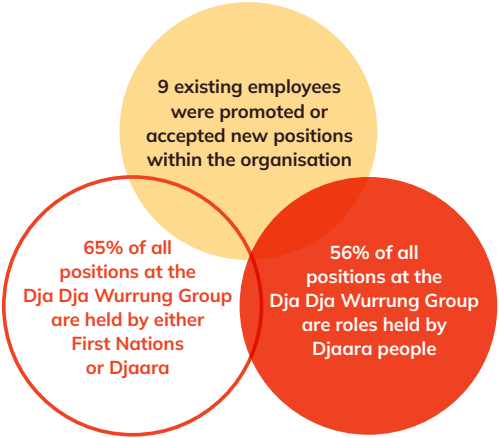 9 existing employees
were promoted or
accepted new positions
within the organisation
65% of all
positions at the
Dja Dja Wurrung Group
are held by either
First Nations
or Djaara
56% of all
positions at the
Dja Dja Wurrung Group
are roles held by
Djaara people